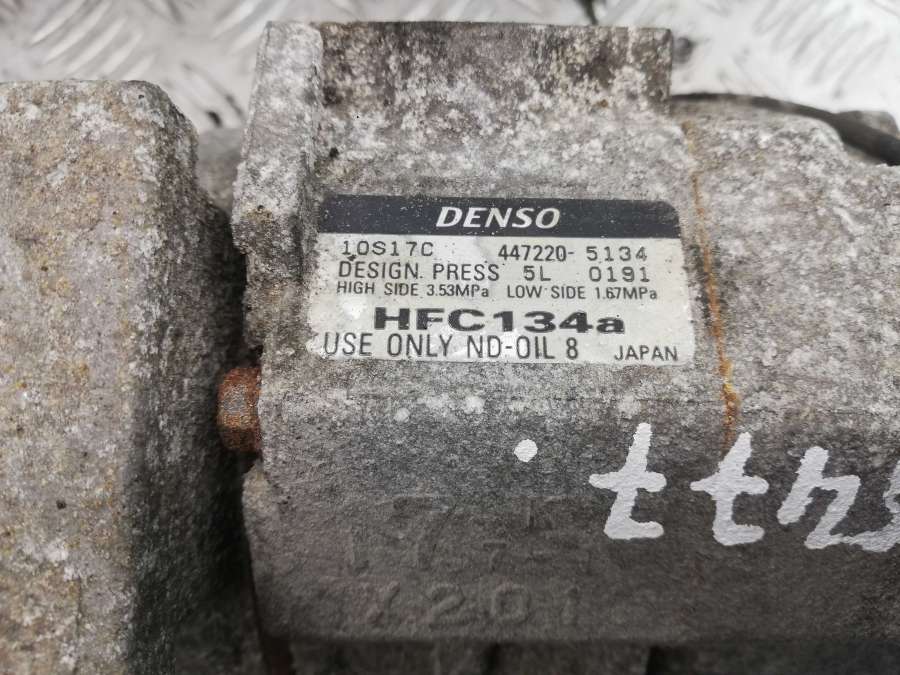 DENSO
10S17C 447220-5134
DESIGN. PRESS 5L 0191
HIGH SIDE 3.53MPa LOW SIDE 1.67MPa
HFC134a
USE ONLY ND-OIL 8 JAPAN